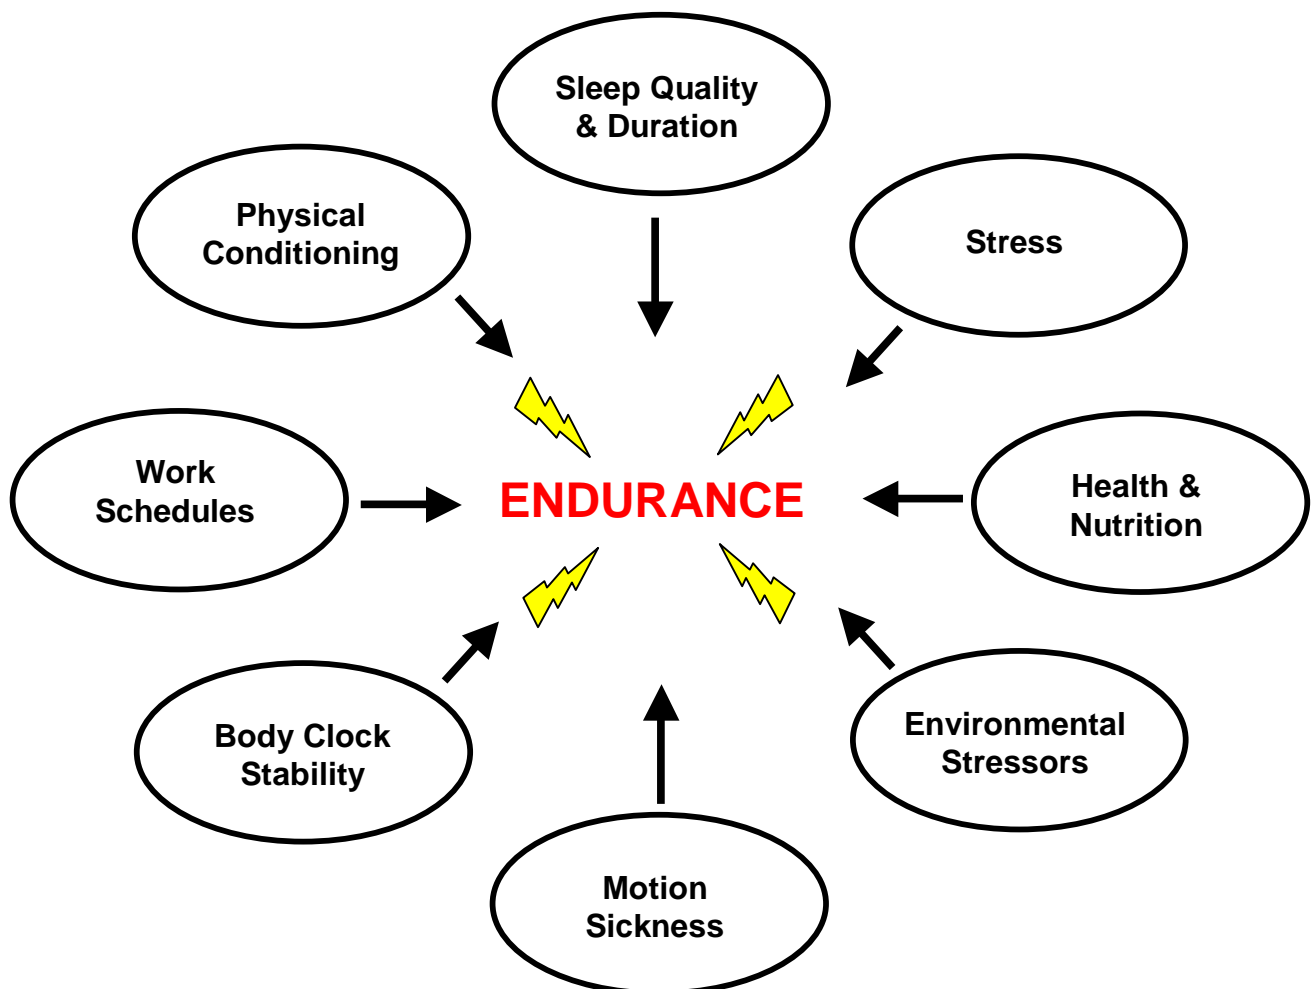 Sleep Quality
& Duration
Physical
Conditioning
Stress
Work
Schedules
ENDURANCE
Health &
Nutrition
Body Clock
Stability
Environmental
Stressors
Motion
Sickness